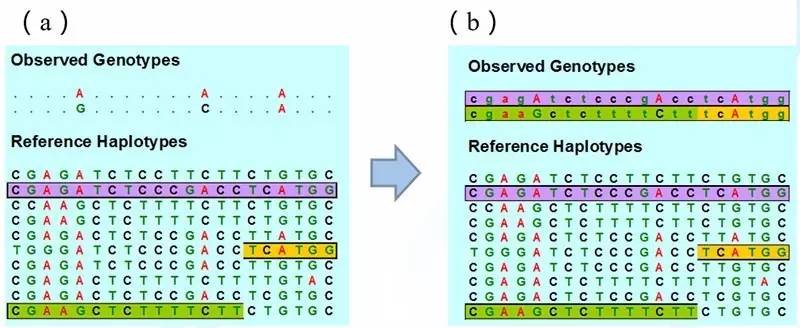 (a)
Observed Genotypes
. . . . A . . . . . . . A . . . . A . . .
. . . . G . . . . . . . C . . . . A . . .
Reference Haplotypes
C G A G A T C T C C T T C T T C T G T G C
C G A G A T C T C C C G A C C T C A T G G
C C A A G C T C T T T T C T T C T G T G C
C G A A G C T C T T T T C T T C T G T G C
C G A G A C T C T C C G A C C T T A T G C
T G G G A T C T C C C G A C C T C A T G G
C G A G A T C T C C C G A C C T T G T G C
C G A G A C T C T T T T C T T T T G T A C
C G A G A C T C T C C G A C C T C G T G C
C G A A G C T C T T T T C T T C T G T G C
(b)
Observed Genotypes
c g a g A t c t c c c g A c c t c A t g g
c g a a G c t c t t t t C t t t c A t g g
Reference Haplotypes
C G A G A T C T C C T T C T T C T G T G C
C G A G A T C T C C C G A C C T C A T G G
C C A A G C T C T T T T C T T C T G T G C
C G A A G C T C T T T T C T T C T G T G C
C G A G A C T C T C C G A C C T A T G C
T G G G A T C T C C C G A C C T C A T G G
C G A G A T C T C C C G A C C T T G T G C
C G A G A C T C T T T T C T T T T G T A C
C G A G A C T C T C C G A C C T C G T G C
C G A A G C T C T T T T C T T C T G T G C